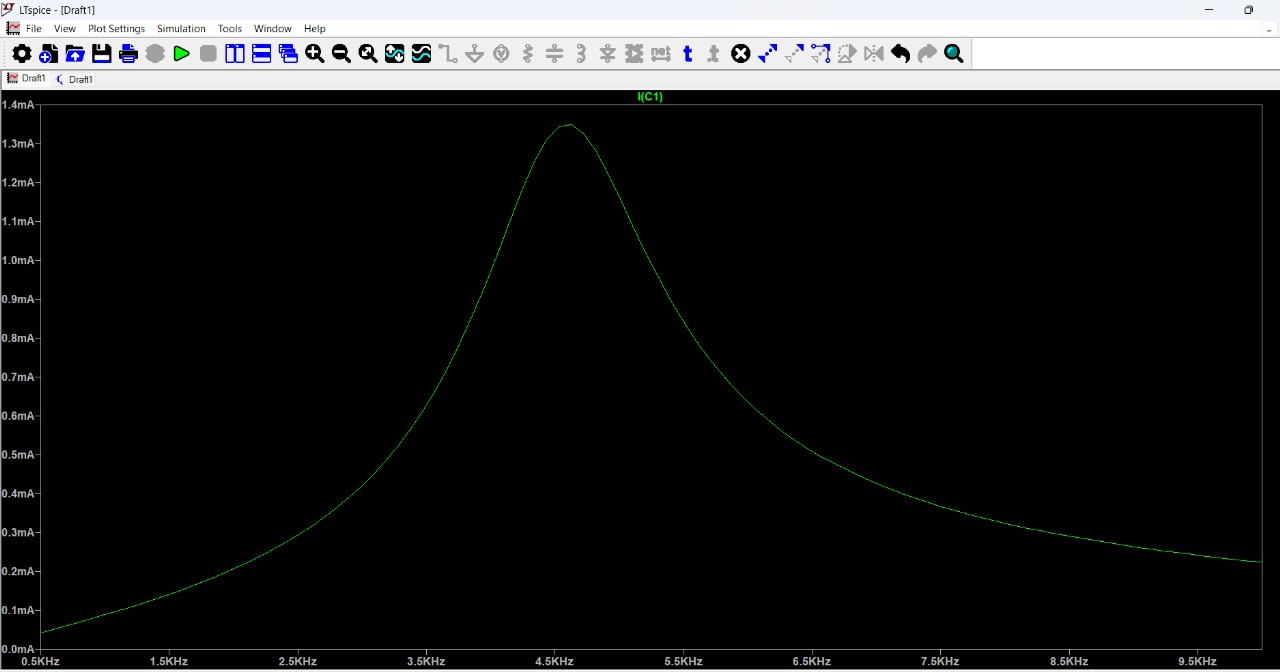 LTspice - [Draft1]
File View Plot Settings Simulation Tools Window Help
net t t
Draft1 Draft1
I(C1)
1.4mA
1.3mA
1.2mA
1.1mA
1.0mA
0.9mA
0.8mA
0.7mA
0.6mA
0.5mA
0.4mA
0.3mA
0.2mA
0.1mA
0.0mA
0.5KHz 1.5KHz 2.5KHz 3.5KHz 4.5KHz 5.5KHz 6.5KHz 7.5KHz 8.5KHz 9.5KHz